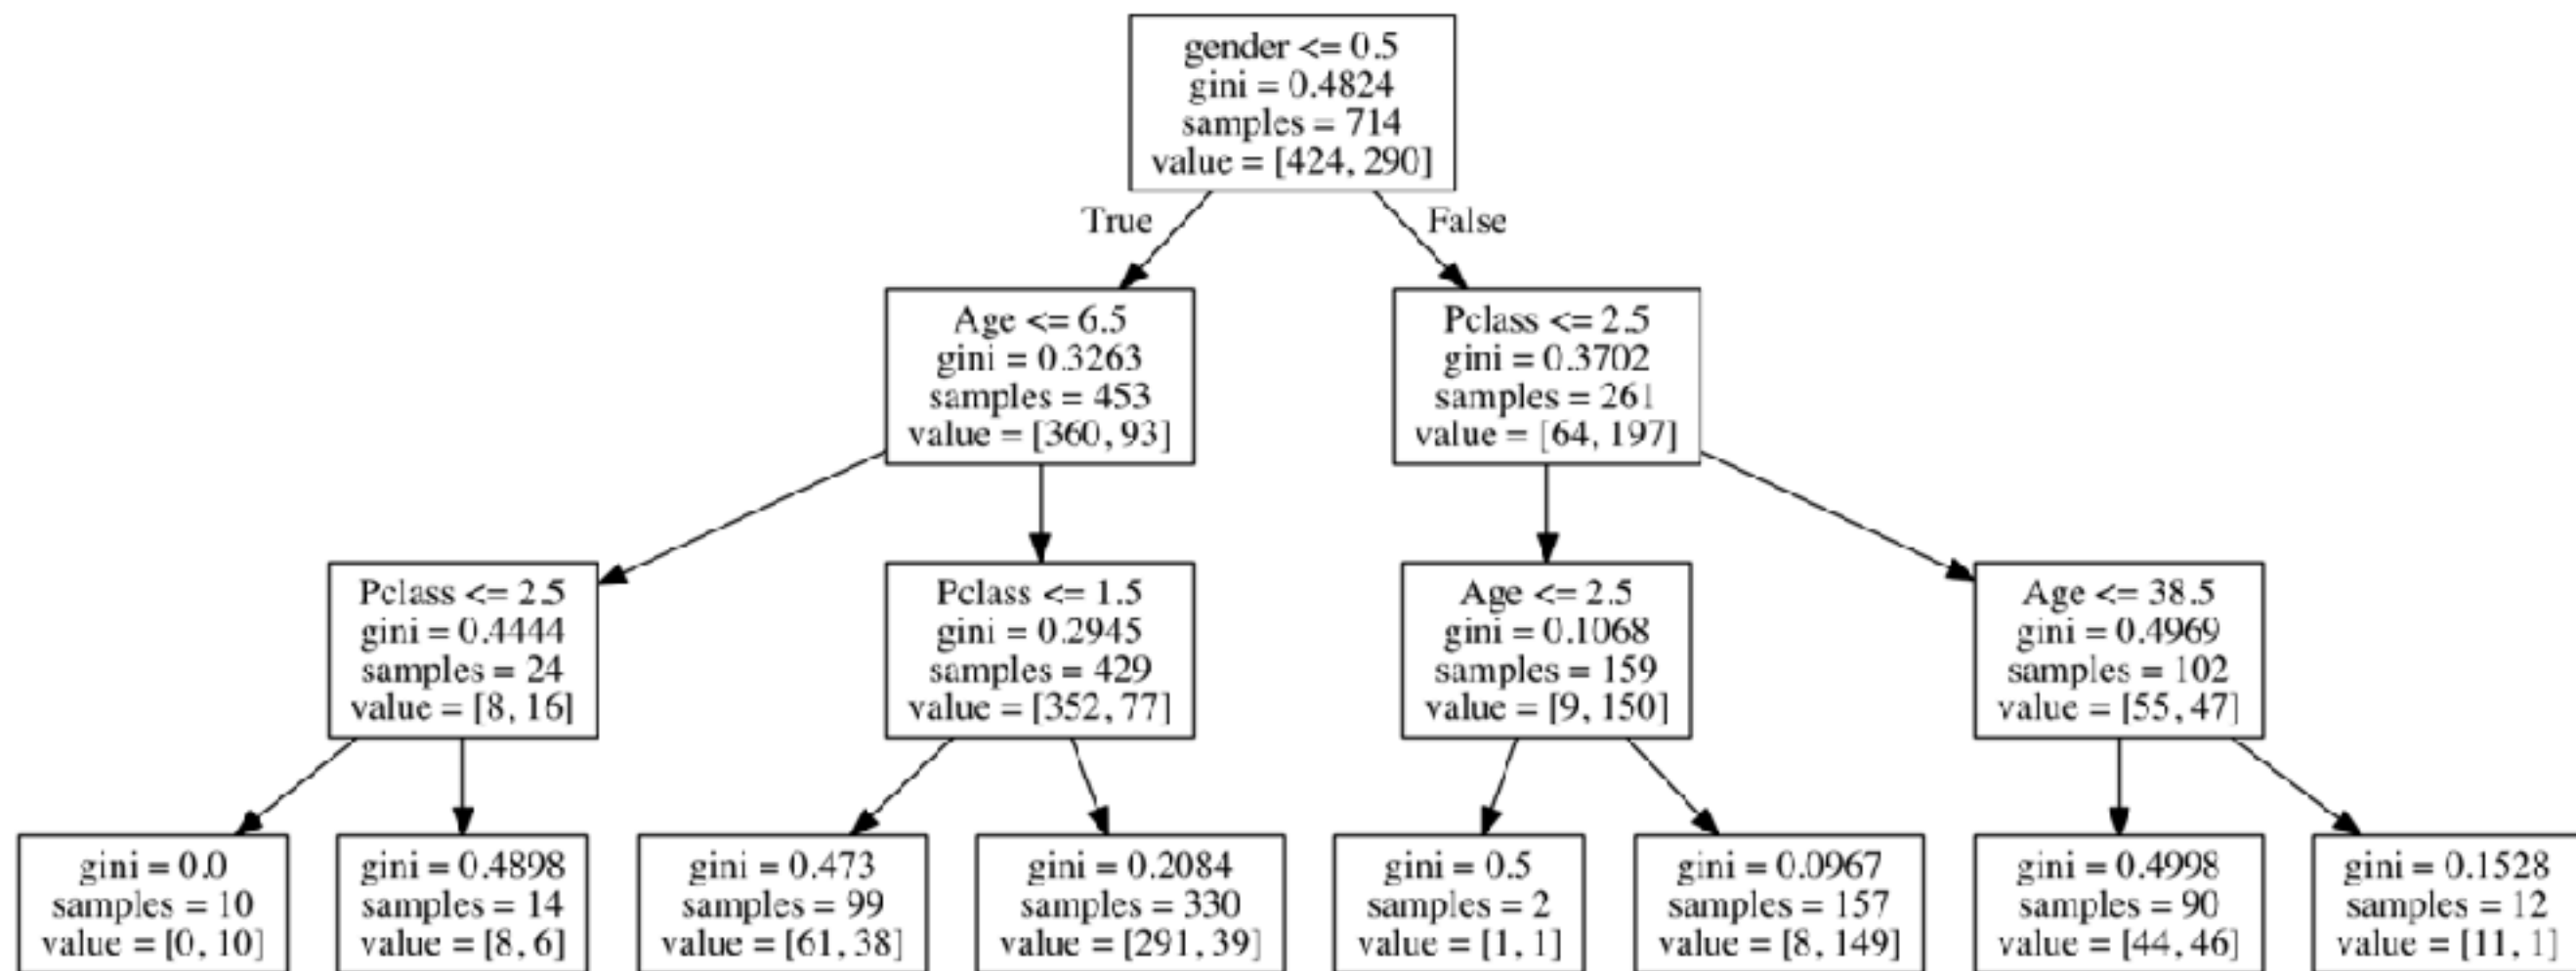 gender <= 0.5
gini = 0.4824
samples = 714
value = [424, 290]
True
False
Age <= 6.5
gini = 0.3263
samples = 453
value = [360, 93]
Pclass <= 2.5
gini = 0.3702
samples = 261
value = [64, 197]
Pclass <= 2.5
gini = 0.4444
samples = 24
value = [8, 16]
Pclass <= 1.5
gini = 0.2945
samples = 429
value = [352, 77]
Age <= 2.5
gini = 0.1068
samples = 159
value = [9, 150]
Age <= 38.5
gini = 0.4969
samples = 102
value = [55, 47]
gini = 0.0
samples = 10
value = [0, 10]
gini = 0.4898
samples = 14
value = [8, 6]
gini = 0.473
samples = 99
value = [61, 38]
gini = 0.2084
samples = 330
value = [291, 39]
gini = 0.5
samples = 2
value = [1, 1]
gini = 0.0967
samples = 157
value = [8, 149]
gini = 0.4998
samples = 90
value = [44, 46]
gini = 0.1528
samples = 12
value = [11, 1]